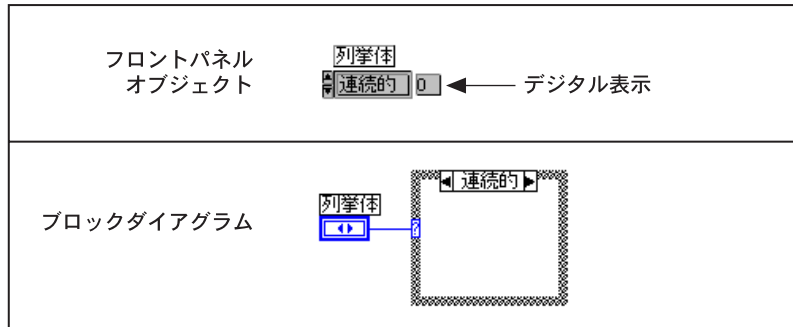 フロントパネル
オブジェクト
列挙体
連続的 0
デジタル表示
ブロックダイアグラム
列挙体
連続的
?